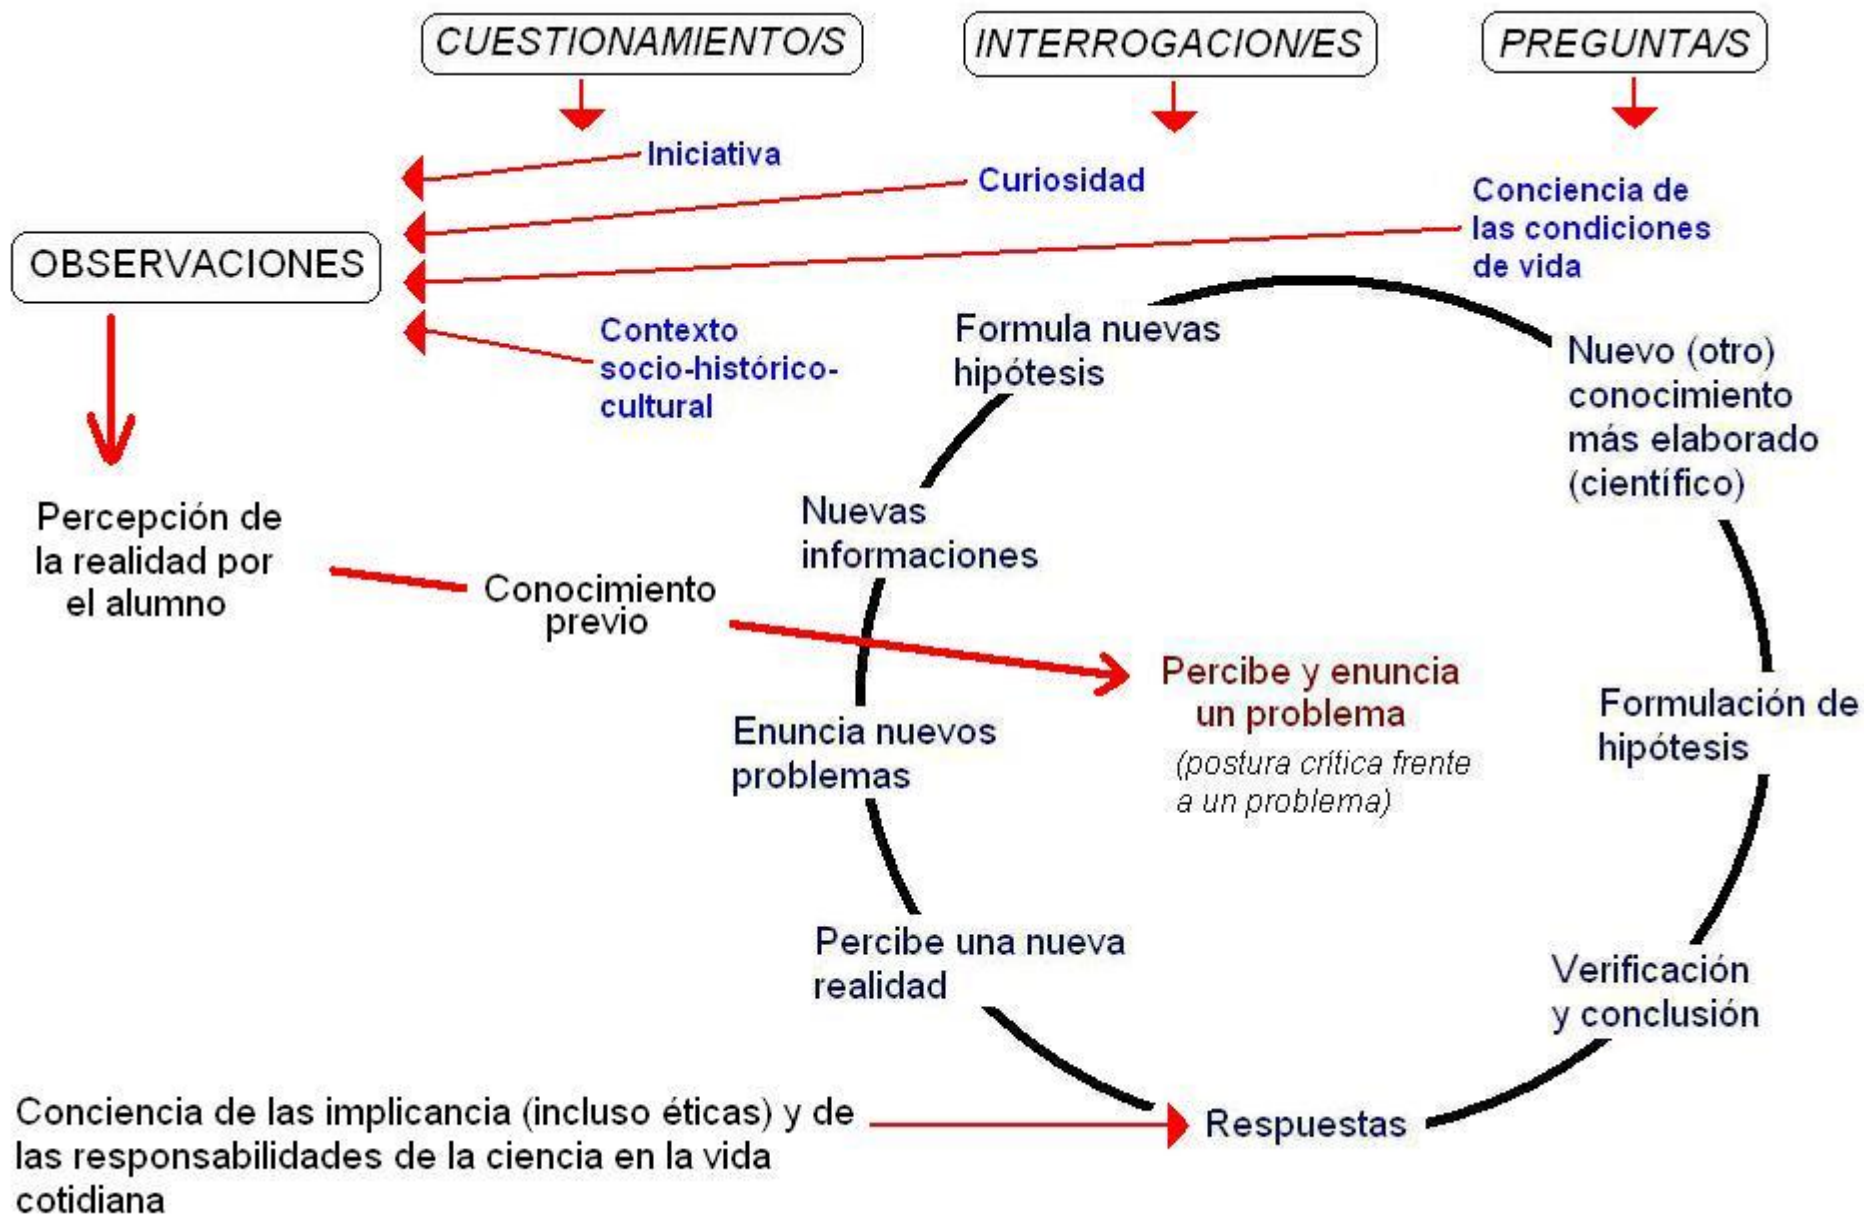 CUESTIONAMIENTO/S
INTERROGACION/ES
PREGUNTA/S
Iniciativa
Curiosidad
Conciencia de
las condiciones
de vida
OBSERVACIONES
Contexto
socio-histórico-
cultural
Formula nuevas
hipótesis
Nuevo (otro)
conocimiento
más elaborado
(científico)
Percepción de
la realidad por
el alumno
Conocimiento
previo
Nuevas
informaciones
Percibe y enuncia
un problema
(postura crítica frente
a un problema)
Formulación de
hipótesis
Enuncia nuevos
problemas
Percibe una nueva
realidad
Verificación
y conclusión
Respuestas
Conciencia de las implicancia (incluso éticas) y de
las responsabilidades de la ciencia en la vida
cotidiana